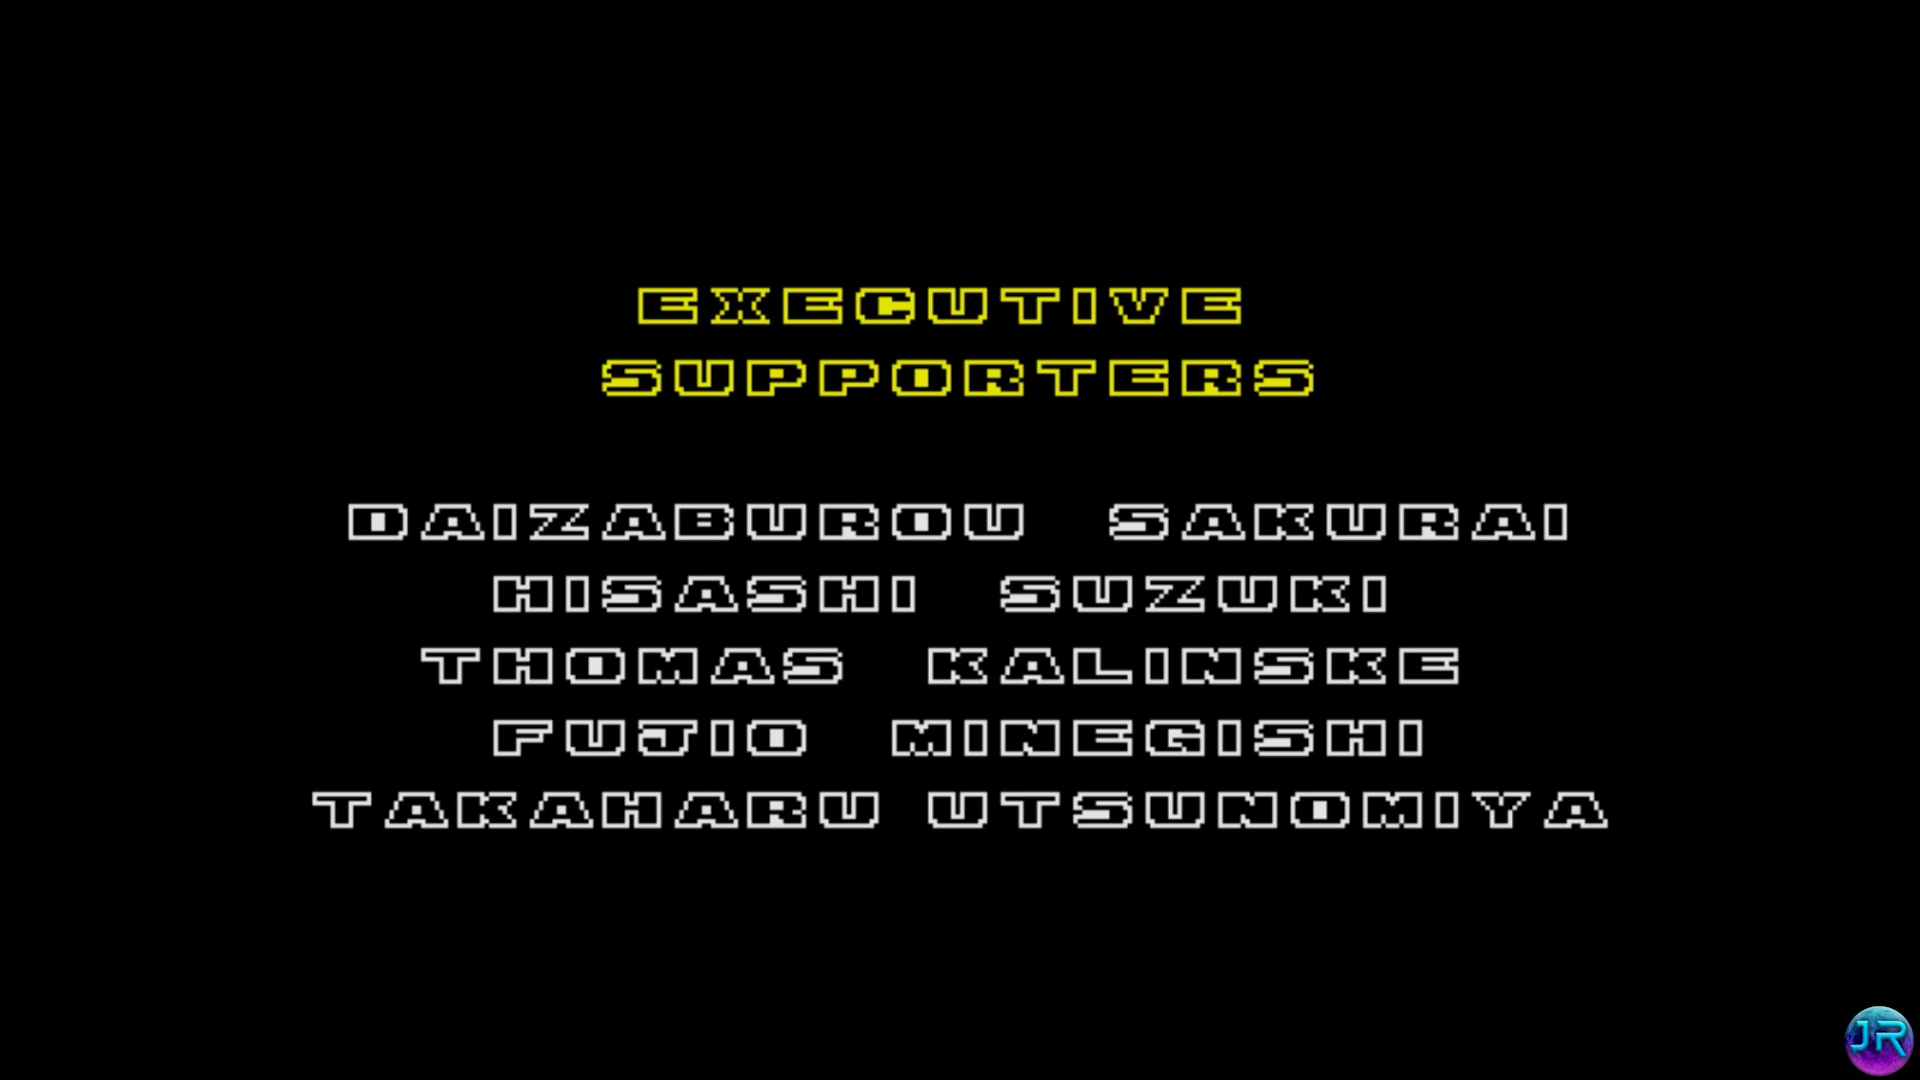 EXECUTIVE
SUPPORTERS
DAIZABUROU SAKURAI
HISASHI SUZUKI
THOMAS KALINSKE
FUJIO MINEGISHI
TAKAHARU UTSUNOMIYA
JR